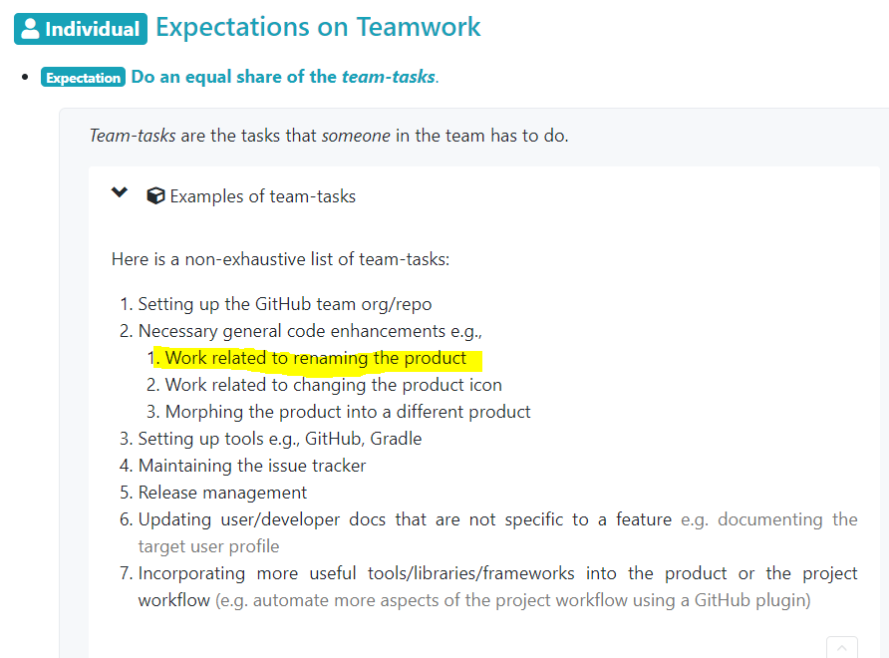 Individual Expectations on Teamwork
Expectation Do an equal share of the team-tasks.
Team-tasks are the tasks that someone in the team has to do.
Examples of team-tasks
Here is a non-exhaustive list of team-tasks:
1. Setting up the GitHub team org/repo
2. Necessary general code enhancements e.g.,
1. Work related to renaming the product
2. Work related to changing the product icon
3. Morphing the product into a different product
3. Setting up tools e.g., GitHub, Gradle
4. Maintaining the issue tracker
5. Release management
6. Updating user/developer docs that are not specific to a feature e.g. documenting the
target user profile
7. Incorporating more useful tools/libraries/frameworks into the product or the project
workflow (e.g. automate more aspects of the project workflow using a GitHub plugin)